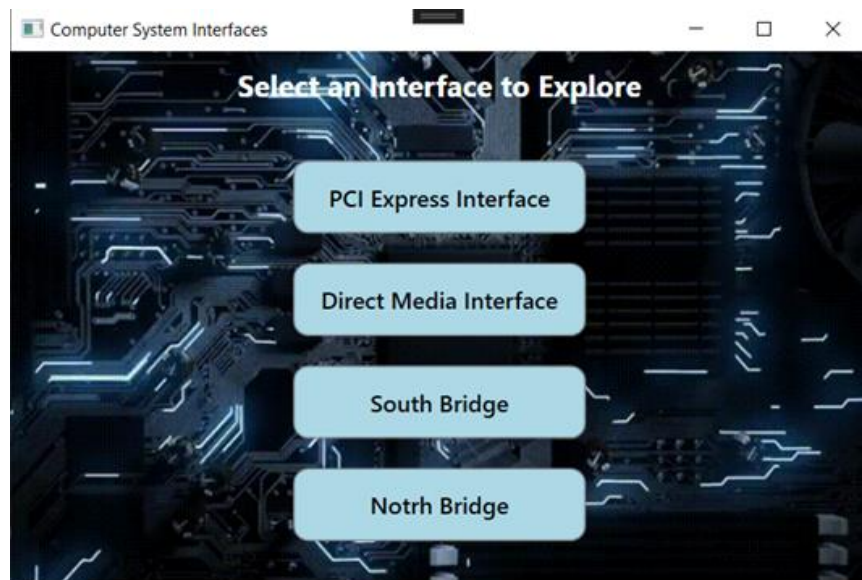 Computer System Interfaces
Select an Interface to Explore
PCI Express Interface
Direct Media Interface
South Bridge
Notrh Bridge